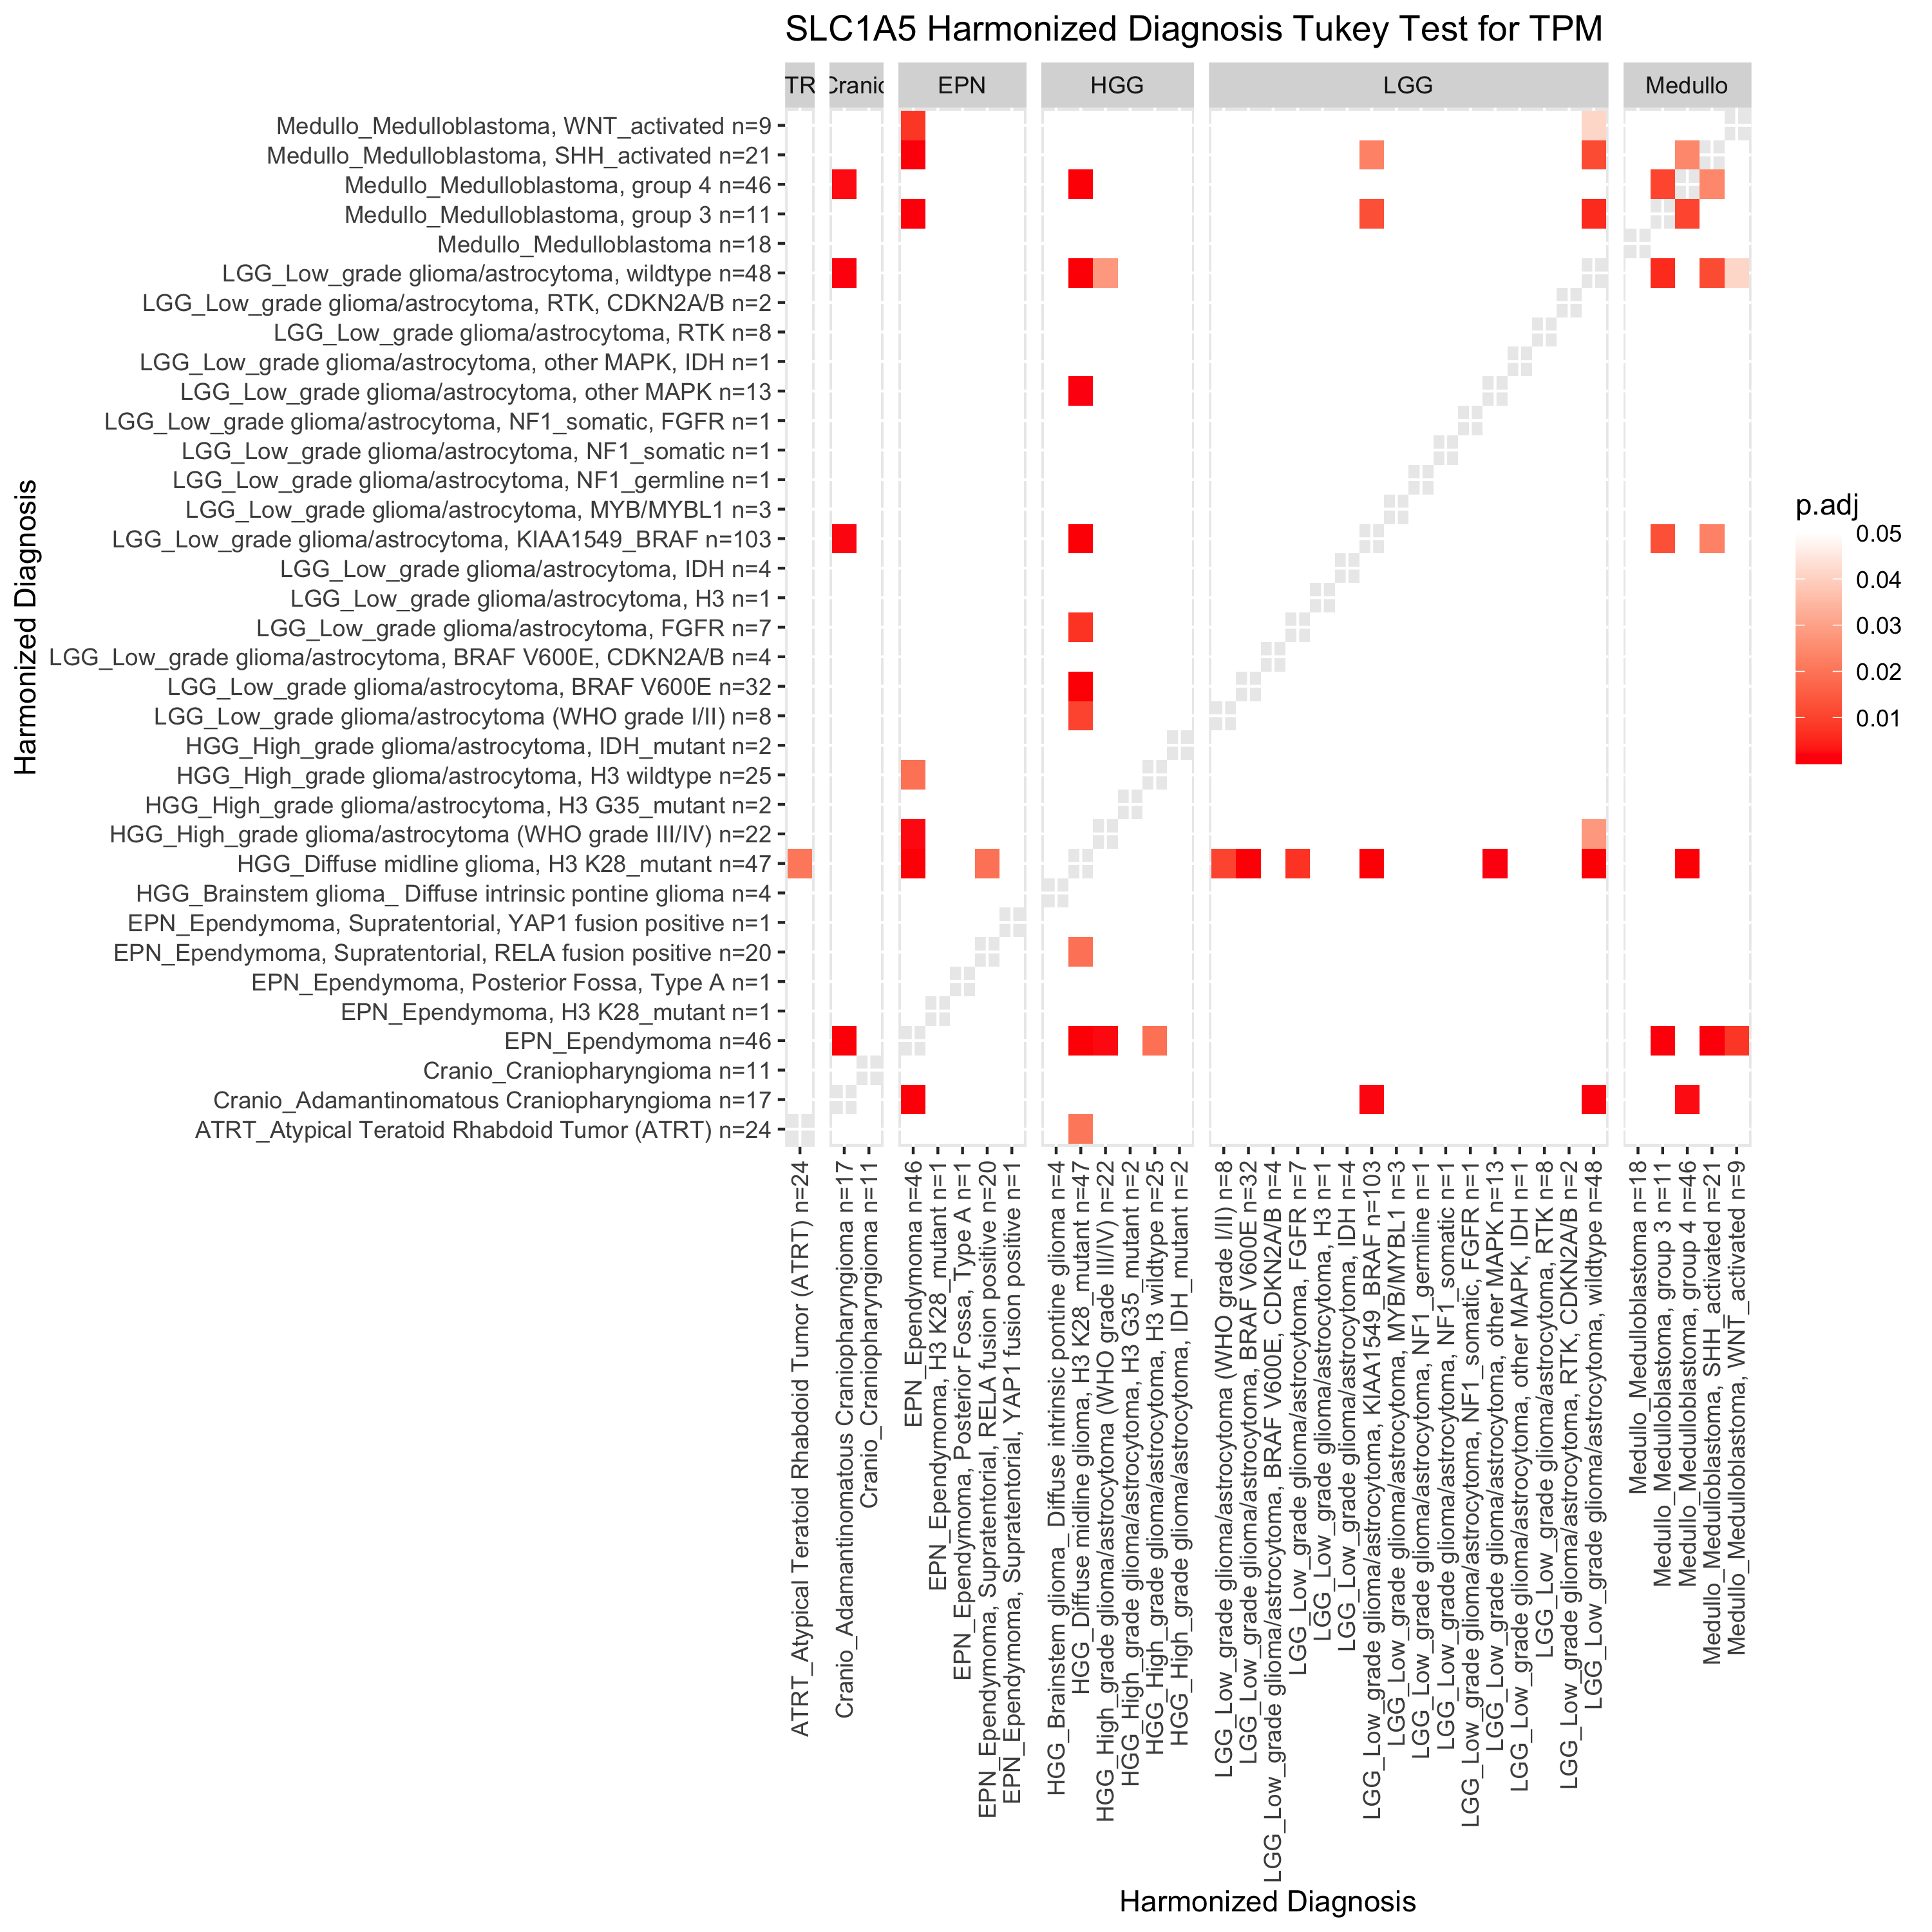 SLC1A5 Harmonized Diagnosis Tukey Test for TPM
TR
Cranio
EPN
HGG
LGG
Medullo
Harmonized Diagnosis
Medullo_Medulloblastoma, WNT_activated n=9
Medullo_Medulloblastoma, SHH_activated n=21
Medullo_Medulloblastoma, group 4 n=46
Medullo_Medulloblastoma, group 3 n=11
Medullo_Medulloblastoma n=18
LGG_Low_grade glioma/astrocytoma, wildtype n=48
LGG_Low_grade glioma/astrocytoma, RTK, CDKN2A/B n=2
LGG_Low_grade glioma/astrocytoma, RTK n=8
LGG_Low_grade glioma/astrocytoma, other MAPK, IDH n=1
LGG_Low_grade glioma/astrocytoma, other MAPK n=13
LGG_Low_grade glioma/astrocytoma, NF1_somatic, FGFR n=1
LGG_Low_grade glioma/astrocytoma, NF1_somatic n=1
LGG_Low_grade glioma/astrocytoma, NF1_germline n=1
LGG_Low_grade glioma/astrocytoma, MYB/MYBL1 n=3
LGG_Low_grade glioma/astrocytoma, KIAA1549_BRAF n=103
LGG_Low_grade glioma/astrocytoma, IDH n=4
LGG_Low_grade glioma/astrocytoma, H3 n=1
LGG_Low_grade glioma/astrocytoma, FGFR n=7
LGG_Low_grade glioma/astrocytoma, BRAF V600E, CDKN2A/B n=4
LGG_Low_grade glioma/astrocytoma, BRAF V600E n=32
LGG_Low_grade glioma/astrocytoma (WHO grade I/II) n=8
HGG_High_grade glioma/astrocytoma, IDH_mutant n=2
HGG_High_grade glioma/astrocytoma, H3 wildtype n=25
HGG_High_grade glioma/astrocytoma, H3 G35_mutant n=2
HGG_High_grade glioma/astrocytoma (WHO grade III/IV) n=22
HGG_Diffuse midline glioma, H3 K28_mutant n=47
HGG_Brainstem glioma_ Diffuse intrinsic pontine glioma n=4
EPN_Ependymoma, Supratentorial, YAP1 fusion positive n=1
EPN_Ependymoma, Supratentorial, RELA fusion positive n=20
EPN_Ependymoma, Posterior Fossa, Type A n=1
EPN_Ependymoma, H3 K28_mutant n=1
EPN_Ependymoma n=46
Cranio_Craniopharyngioma n=11
Cranio_Adamantinomatous Craniopharyngioma n=17
ATRT_Atypical Teratoid Rhabdoid Tumor (ATRT) n=24
p.adj
0.05
0.04
0.03
0.02
0.01
ATRT_Atypical Teratoid Rhabdoid Tumor (ATRT) n=24
Cranio_Adamantinomatous Craniopharyngioma n=17
Cranio_Craniopharyngioma n=11
EPN_Ependymoma n=46
EPN_Ependymoma, H3 K28_mutant n=1
EPN_Ependymoma, Posterior Fossa, Type A n=1
EPN_Ependymoma, Supratentorial, RELA fusion positive n=20
EPN_Ependymoma, Supratentorial, YAP1 fusion positive n=1
HGG_Brainstem glioma_ Diffuse intrinsic pontine glioma n=4
HGG_Diffuse midline glioma, H3 K28_mutant n=47
HGG_High_grade glioma/astrocytoma (WHO grade III/IV) n=22
HGG_High_grade glioma/astrocytoma, H3 G35_mutant n=2
HGG_High_grade glioma/astrocytoma, H3 wildtype n=25
HGG_High_grade glioma/astrocytoma, IDH_mutant n=2
LGG_Low_grade glioma/astrocytoma (WHO grade I/II) n=8
LGG_Low_grade glioma/astrocytoma, BRAF V600E n=32
LGG_Low_grade glioma/astrocytoma, BRAF V600E, CDKN2A/B n=4
LGG_Low_grade glioma/astrocytoma, FGFR n=7
LGG_Low_grade glioma/astrocytoma, H3 n=1
LGG_Low_grade glioma/astrocytoma, IDH n=4
LGG_Low_grade glioma/astrocytoma, KIAA1549_BRAF n=103
LGG_Low_grade glioma/astrocytoma, MYB/MYBL1 n=3
LGG_Low_grade glioma/astrocytoma, NF1_germline n=1
LGG_Low_grade glioma/astrocytoma, NF1_somatic n=1
LGG_Low_grade glioma/astrocytoma, NF1_somatic, FGFR n=1
LGG_Low_grade glioma/astrocytoma, other MAPK n=13
LGG_Low_grade glioma/astrocytoma, other MAPK, IDH n=1
LGG_Low_grade glioma/astrocytoma, RTK n=8
LGG_Low_grade glioma/astrocytoma, RTK, CDKN2A/B n=2
LGG_Low_grade glioma/astrocytoma, wildtype n=48
Medullo_Medulloblastoma n=18
Medullo_Medulloblastoma, group 3 n=11
Medullo_Medulloblastoma, group 4 n=46
Medullo_Medulloblastoma, SHH_activated n=21
Medullo_Medulloblastoma, WNT_activated n=9
Harmonized Diagnosis